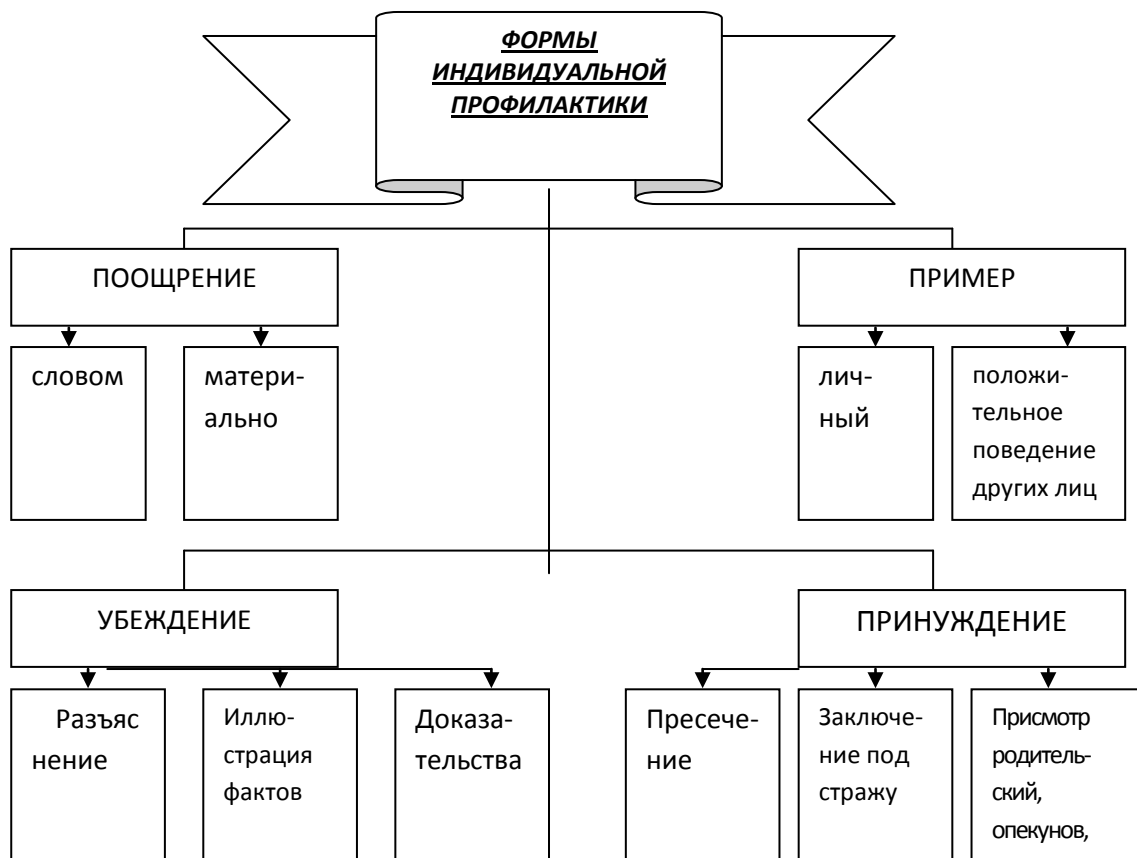 ФОРМЫ
ИНДИВИДУАЛЬНОЙ
ПРОФИЛАКТИКИ
ПООЩРЕНИЕ
ПРИМЕР
словом
матери-
ально
лич-
ный
положи-
тельное
поведение
других лиц
УБЕЖДЕНИЕ
ПРИНУЖДЕНИЕ
Разъяс
нение
Иллю-
страция
фактов
Доказа-
тельства
Пресече-
ние
Заключе-
ние под
стражу
Присмотр
родитель-
ский,
опекунов,